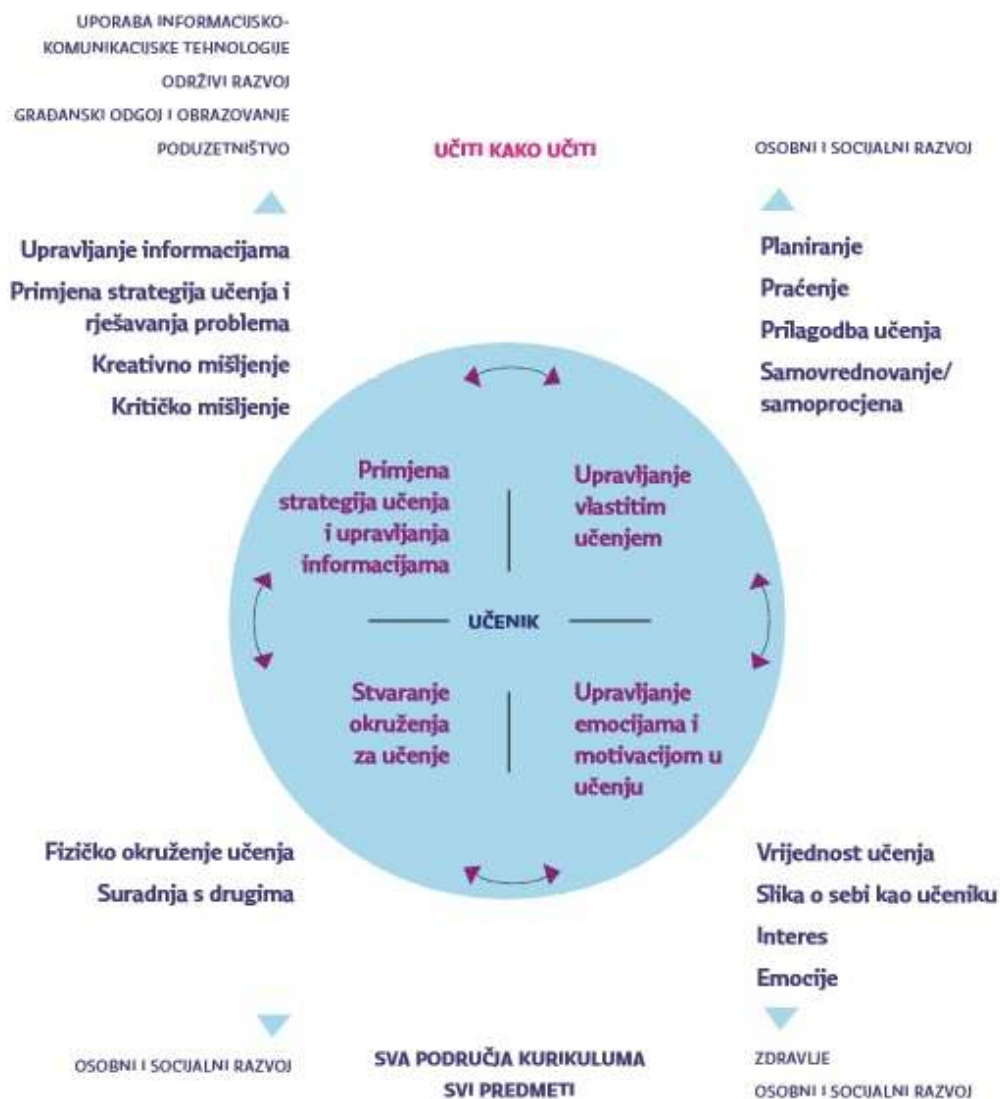 UPORABA INFORMACIJSKO-
KOMUNIKACIJSKE TEHNOLOGIJE
ODRŽIVI RAZVOJ
GRAĐANSKI ODGOJ I OBRAZOVANJE
PODUZETNIŠTVO
UČITI KAKO UČITI
OSOBNI I SOCIJALNI RAZVOJ
Upravljanje informacijama
Primjena strategija učenja i
rješavanja problema
Kreativno mišljenje
Kritičko mišljenje
Planiranje
Praćenje
Prilagodba učenja
Samovrednovanje/
samoprocjena
Primjena
strategija učenja
i upravljanja
informacijama
Upravljanje
vlastitim
učenjem
UČENIK
Stvaranje
okruženja
za učenje
Upravljanje
emocijama i
motivacijom u
učenju
Fizičko okruženje učenja
Suradnja s drugima
Vrijednost učenja
Slika o sebi kao učeniku
Interes
Emocije
OSOBNI I SOCIJALNI RAZVOJ
SVA PODRUČJA KURIKULUMA
SVI PREDMETI
ZDRAVLJE
OSOBNI I SOCIJALNI RAZVOJ